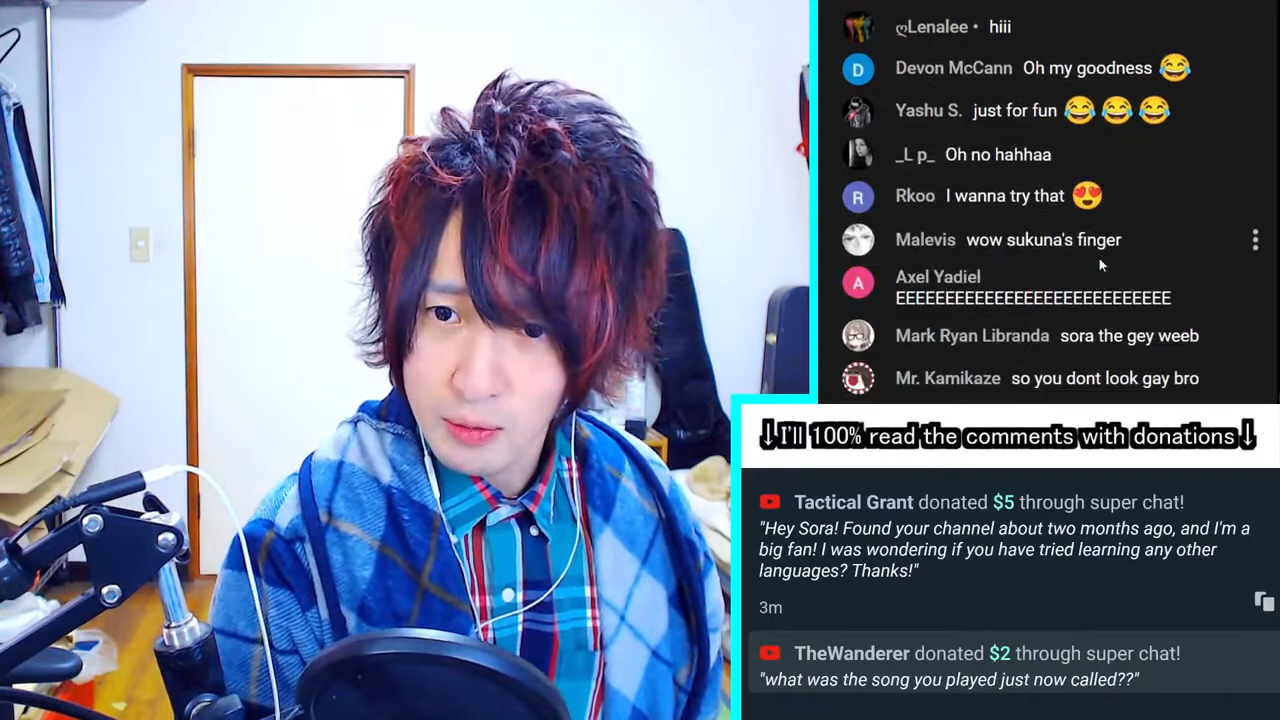 ღLenalee • hiii
Devon McCann Oh my goodness 😂
Yashu S. just for fun 😂😂😂
_L p_ Oh no hahhaa
R Rkoo I wanna try that 😍
Malevis wow sukuna's finger
A Axel Yadiel
EEEEEEEEEEEEEEEEEEEEEEEEEEEE
Mark Ryan Libranda sora the gey weeb
Mr. Kamikaze so you dont look gay bro
↓I'll 100% read the comments with donations↓
Tactical Grant donated $5 through super chat!
"Hey Sora! Found your channel about two months ago, and I'm a
big fan! I was wondering if you have tried learning any other
languages? Thanks!"
3m
TheWanderer donated $2 through super chat!
"what was the song you played just now called??"